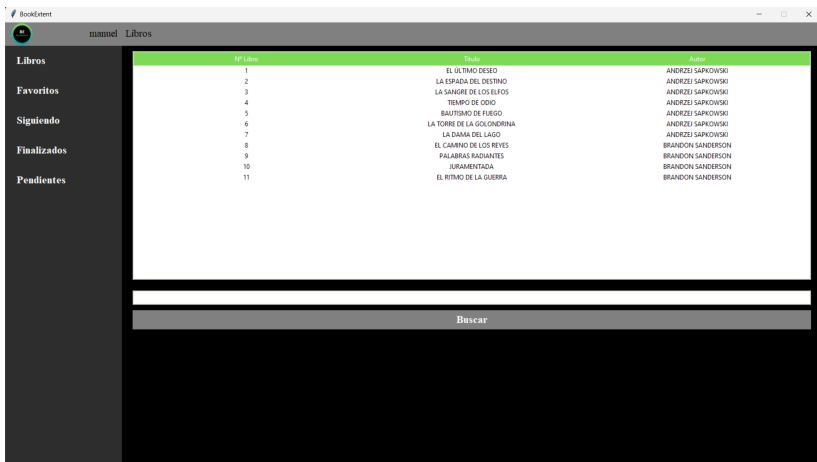 BookExtent
BE
manuel Libros
Libros
Favoritos
Siguiendo
Finalizados
Pendientes
Nº Libro Titulo Autor
1 EL ÚLTIMO DESEO ANDRZEJ SAPKOWSKI
2 LA ESPADA DEL DESTINO ANDRZEJ SAPKOWSKI
3 LA SANGRE DE LOS ELFOS ANDRZEJ SAPKOWSKI
4 TIEMPO DE ODIO ANDRZEJ SAPKOWSKI
5 BAUTISMO DE FUEGO ANDRZEJ SAPKOWSKI
6 LA TORRE DE LA GOLONDRINA ANDRZEJ SAPKOWSKI
7 LA DAMA DEL LAGO ANDRZEJ SAPKOWSKI
8 EL CAMINO DE LOS REYES BRANDON SANDERSON
9 PALABRAS RADIANTES BRANDON SANDERSON
10 JURAMENTADA BRANDON SANDERSON
11 EL RITMO DE LA GUERRA BRANDON SANDERSON
Buscar